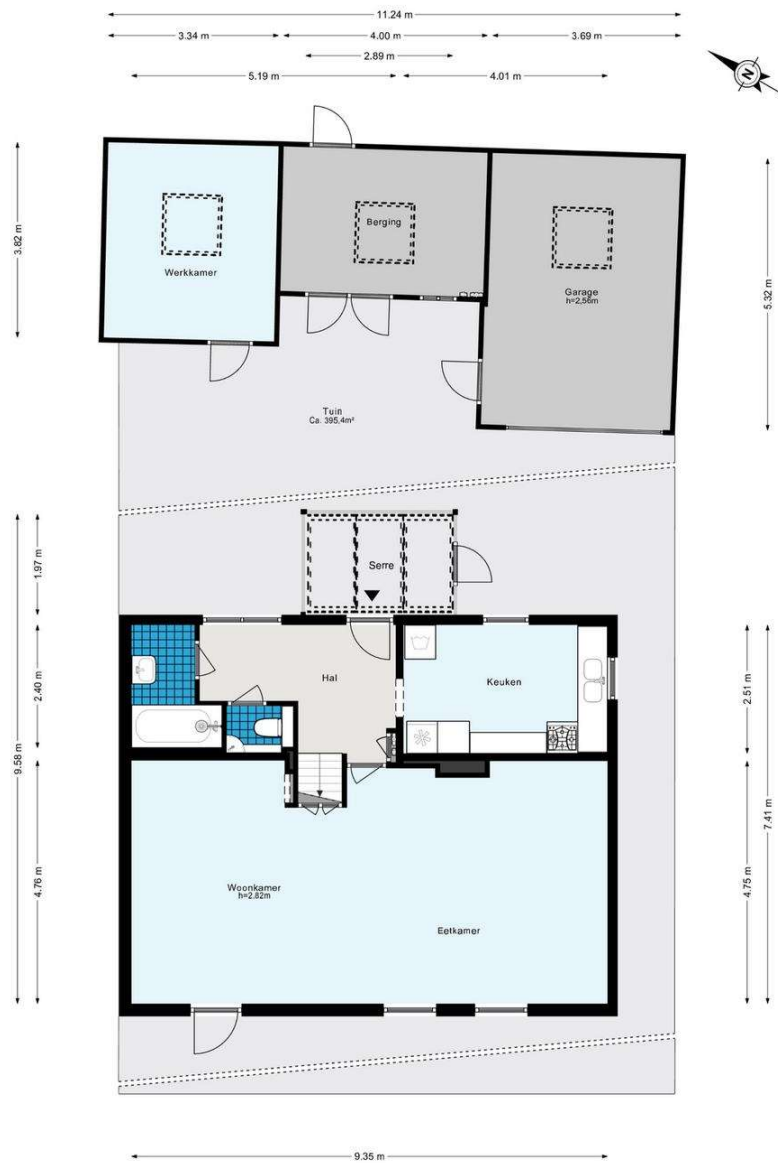 11.24 m
3.34 m
4.00 m
3.69 m
2.89 m
5.19 m
4.01 m
N
3.82 m
5.32 m
Werkkamer
Berging
Garage
h=2,56m
Tuin
Ca. 395,4m²
9.58 m
1.97 m
Serre
2.40 m
Hal
Keuken
2.51 m
7.41 m
4.76 m
4.75 m
Woonkamer
h=2.82m
Eetkamer
9.35 m